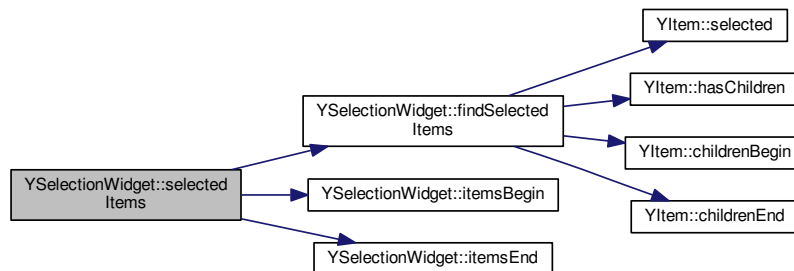 YItem::selected
YItem::hasChildren
YSelectionWidget::findSelected
Items
YItem::childrenBegin
YSelectionWidget::selected
Items
YSelectionWidget::itemsBegin
YItem::childrenEnd
YSelectionWidget::itemsEnd